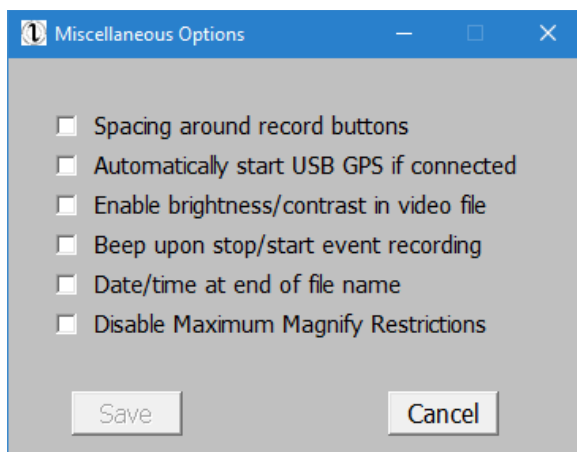 Miscellaneous Options
Spacing around record buttons
Automatically start USB GPS if connected
Enable brightness/contrast in video file
Beep upon stop/start event recording
Date/time at end of file name
Disable Maximum Magnify Restrictions
Save Cancel